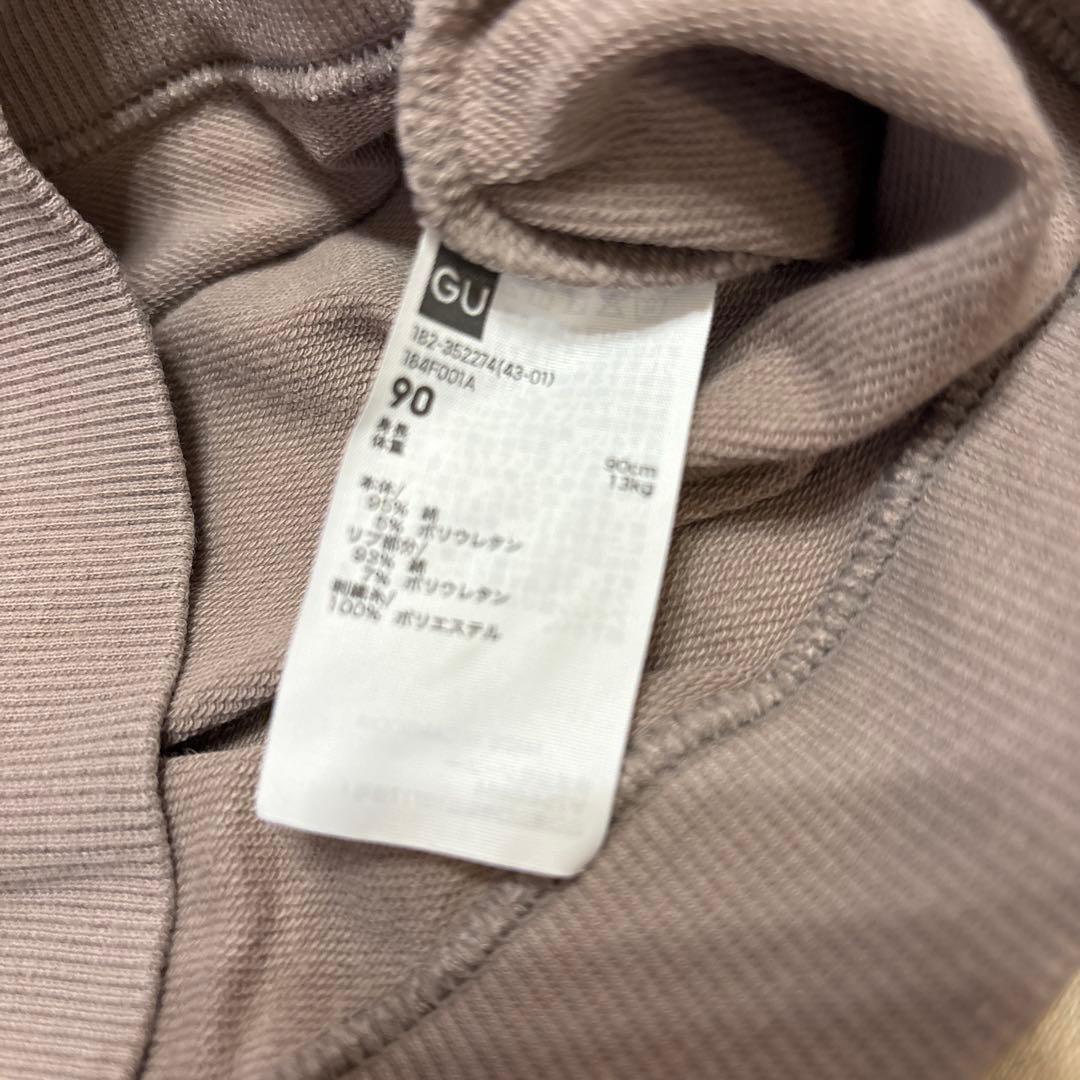 GU
182-352274(43-01)
184F001A
90
身長 90cm
体重 13kg
本体/
95% 綿
5% ポリウレタン
リブ部分/
93% 綿
7% ポリウレタン
刺繍糸/
100% ポリエステル